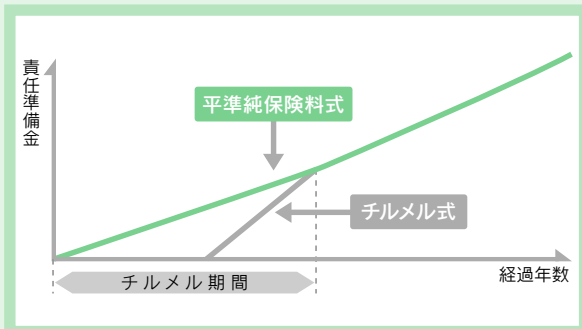 責任準備金
平準純保険料式
チルメル式
経過年数
チルメル期間